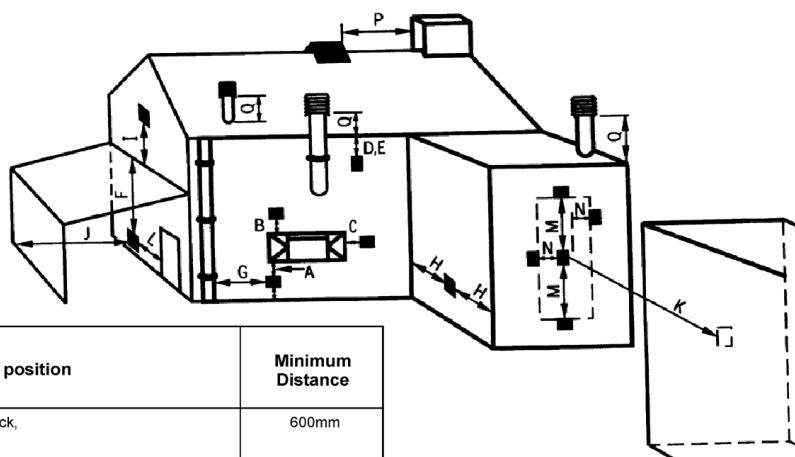 P
Q
Q
Q
I
D,E
F
B
C
M
N
N
J
L
G
A
H
H
M
K
position
Minimum
Distance
ck,
600mm